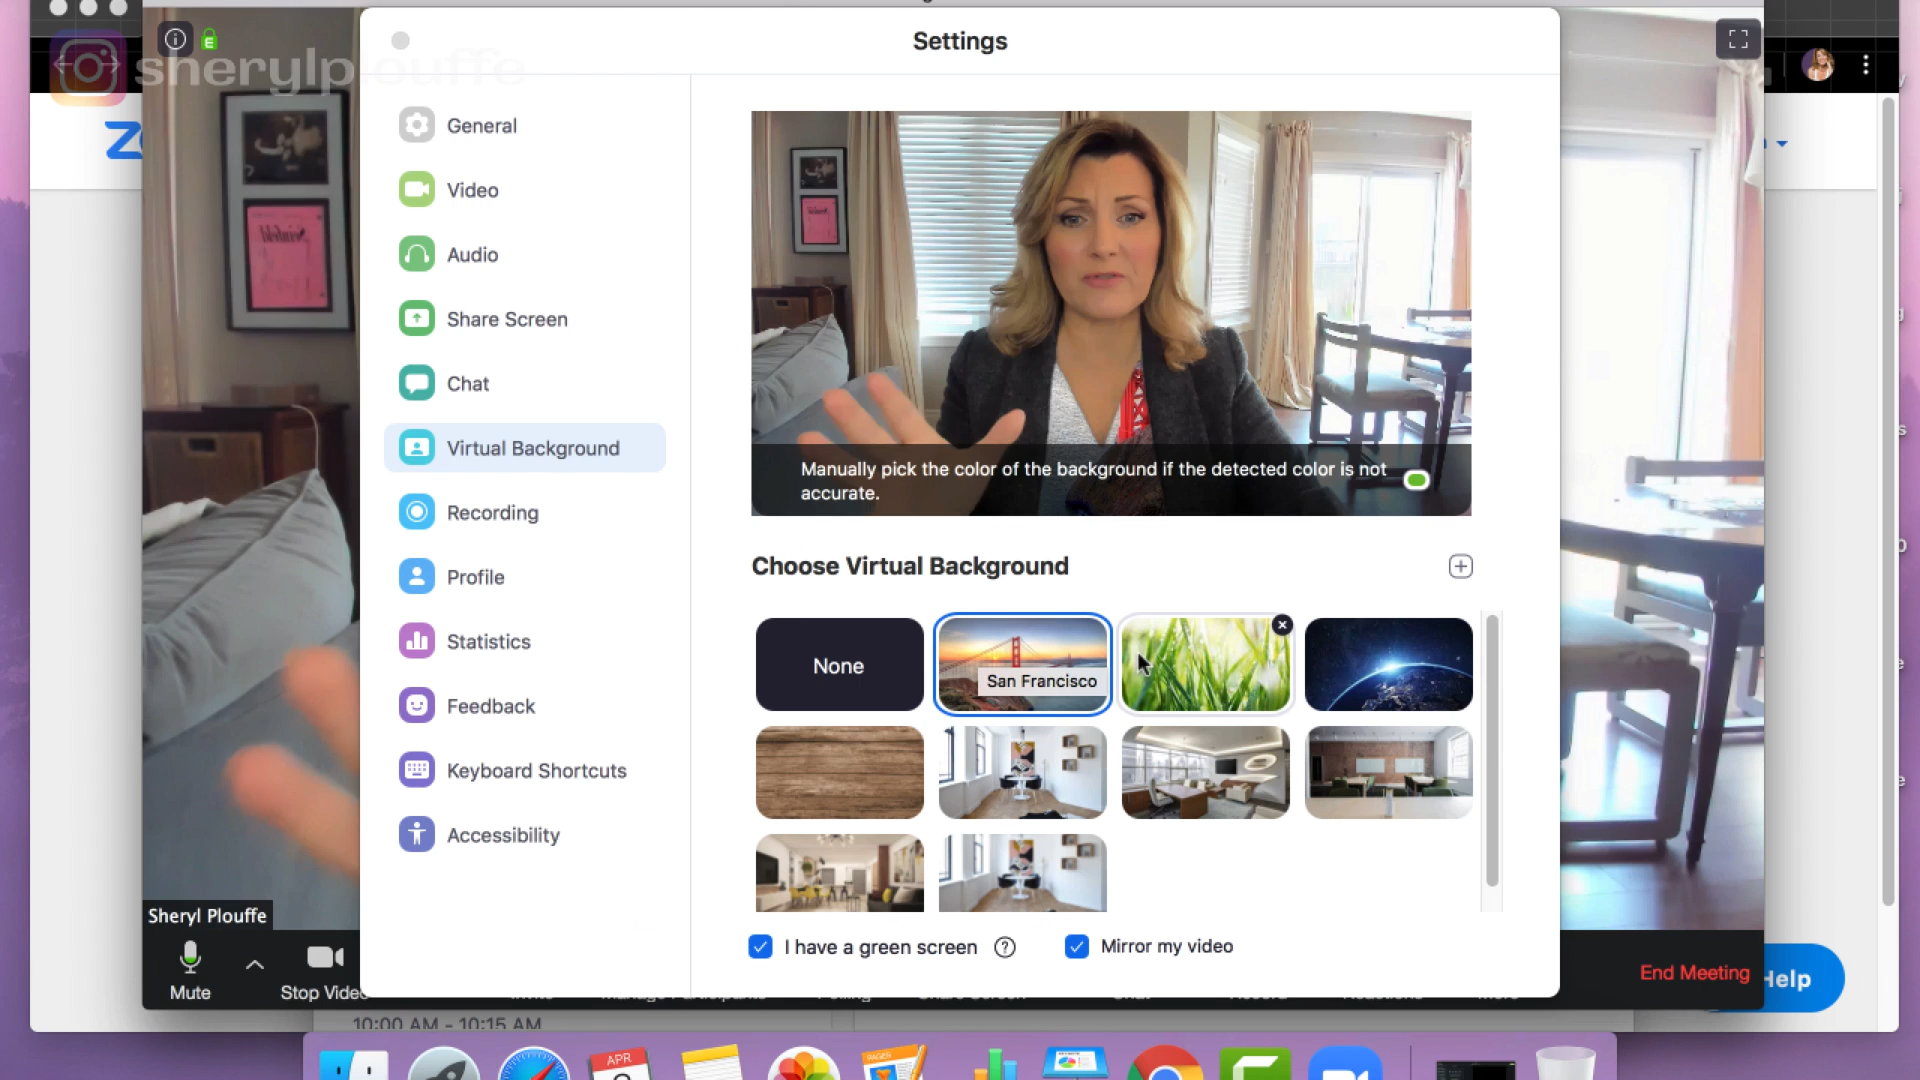 Settings
sherylplouffe
General
Video
Audio
Share Screen
Chat
Virtual Background
Recording
Profile
Statistics
Feedback
Keyboard Shortcuts
Accessibility
Manually pick the color of the background if the detected color is not
accurate.
Choose Virtual Background
None
San Francisco
I have a green screen
Mirror my video
Sheryl Plouffe
Mute
Stop Video
End Meeting
Help
10:00 AM - 10:15 AM
APR
PAGES